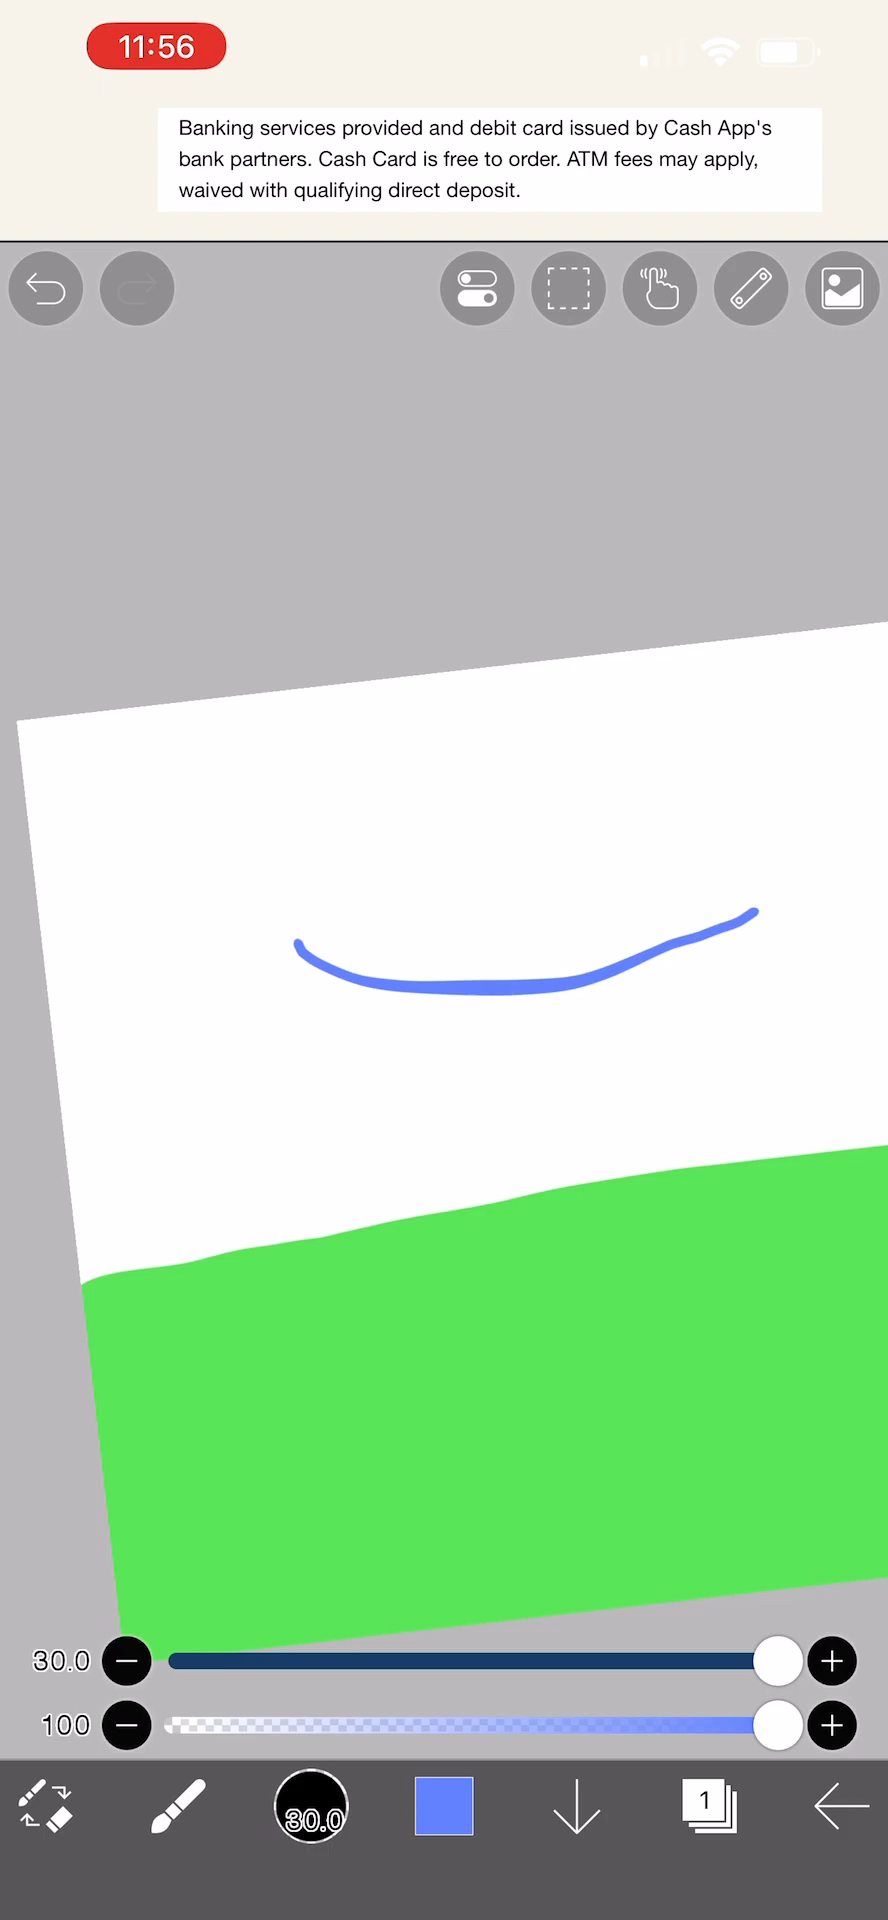 11:56
Banking services provided and debit card issued by Cash App's
bank partners. Cash Card is free to order. ATM fees may apply,
waived with qualifying direct deposit.
30.0
100
30.0
1